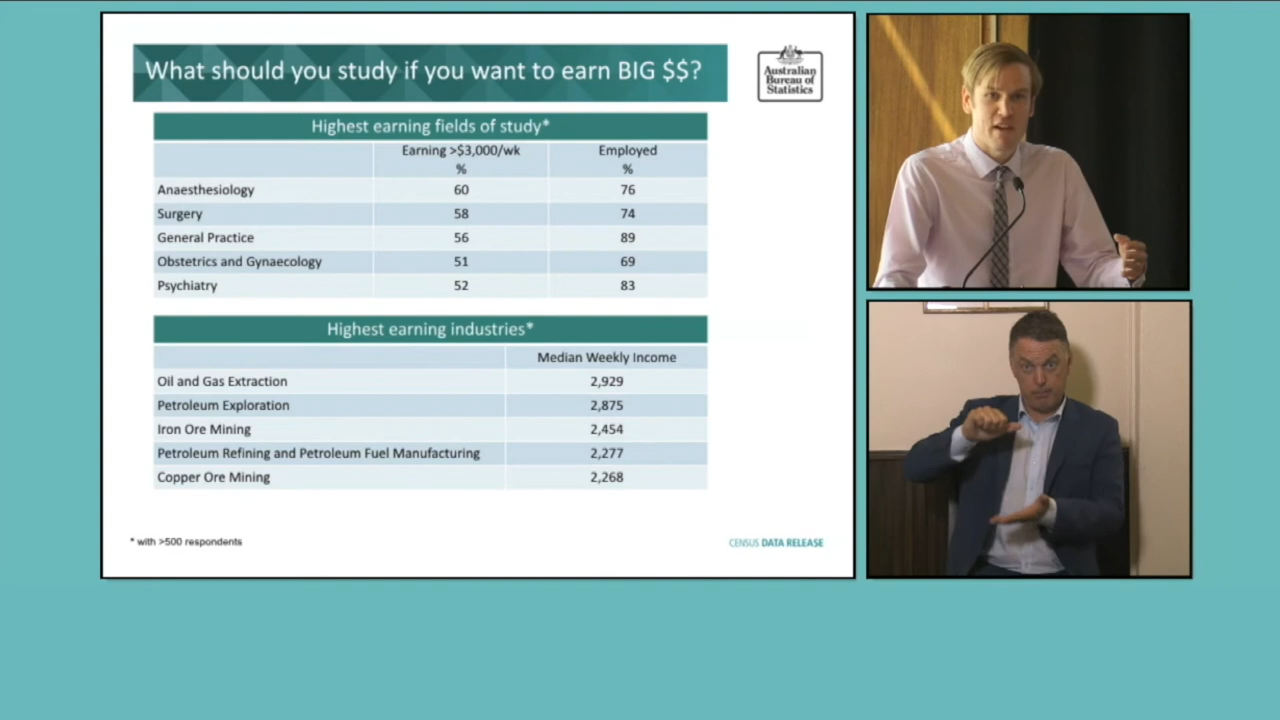 What should you study if you want to earn BIG $$?
Australian
Bureau of
Statistics
Highest earning fields of study*
Earning >$3,000/wk Employed
% %
Anaesthesiology 60 76
Surgery 58 74
General Practice 56 89
Obstetrics and Gynaecology 51 69
Psychiatry 52 83
Highest earning industries*
Median Weekly Income
Oil and Gas Extraction 2,929
Petroleum Exploration 2,875
Iron Ore Mining 2,454
Petroleum Refining and Petroleum Fuel Manufacturing 2,277
Copper Ore Mining 2,268
* with >500 respondents
CENSUS DATA RELEASE